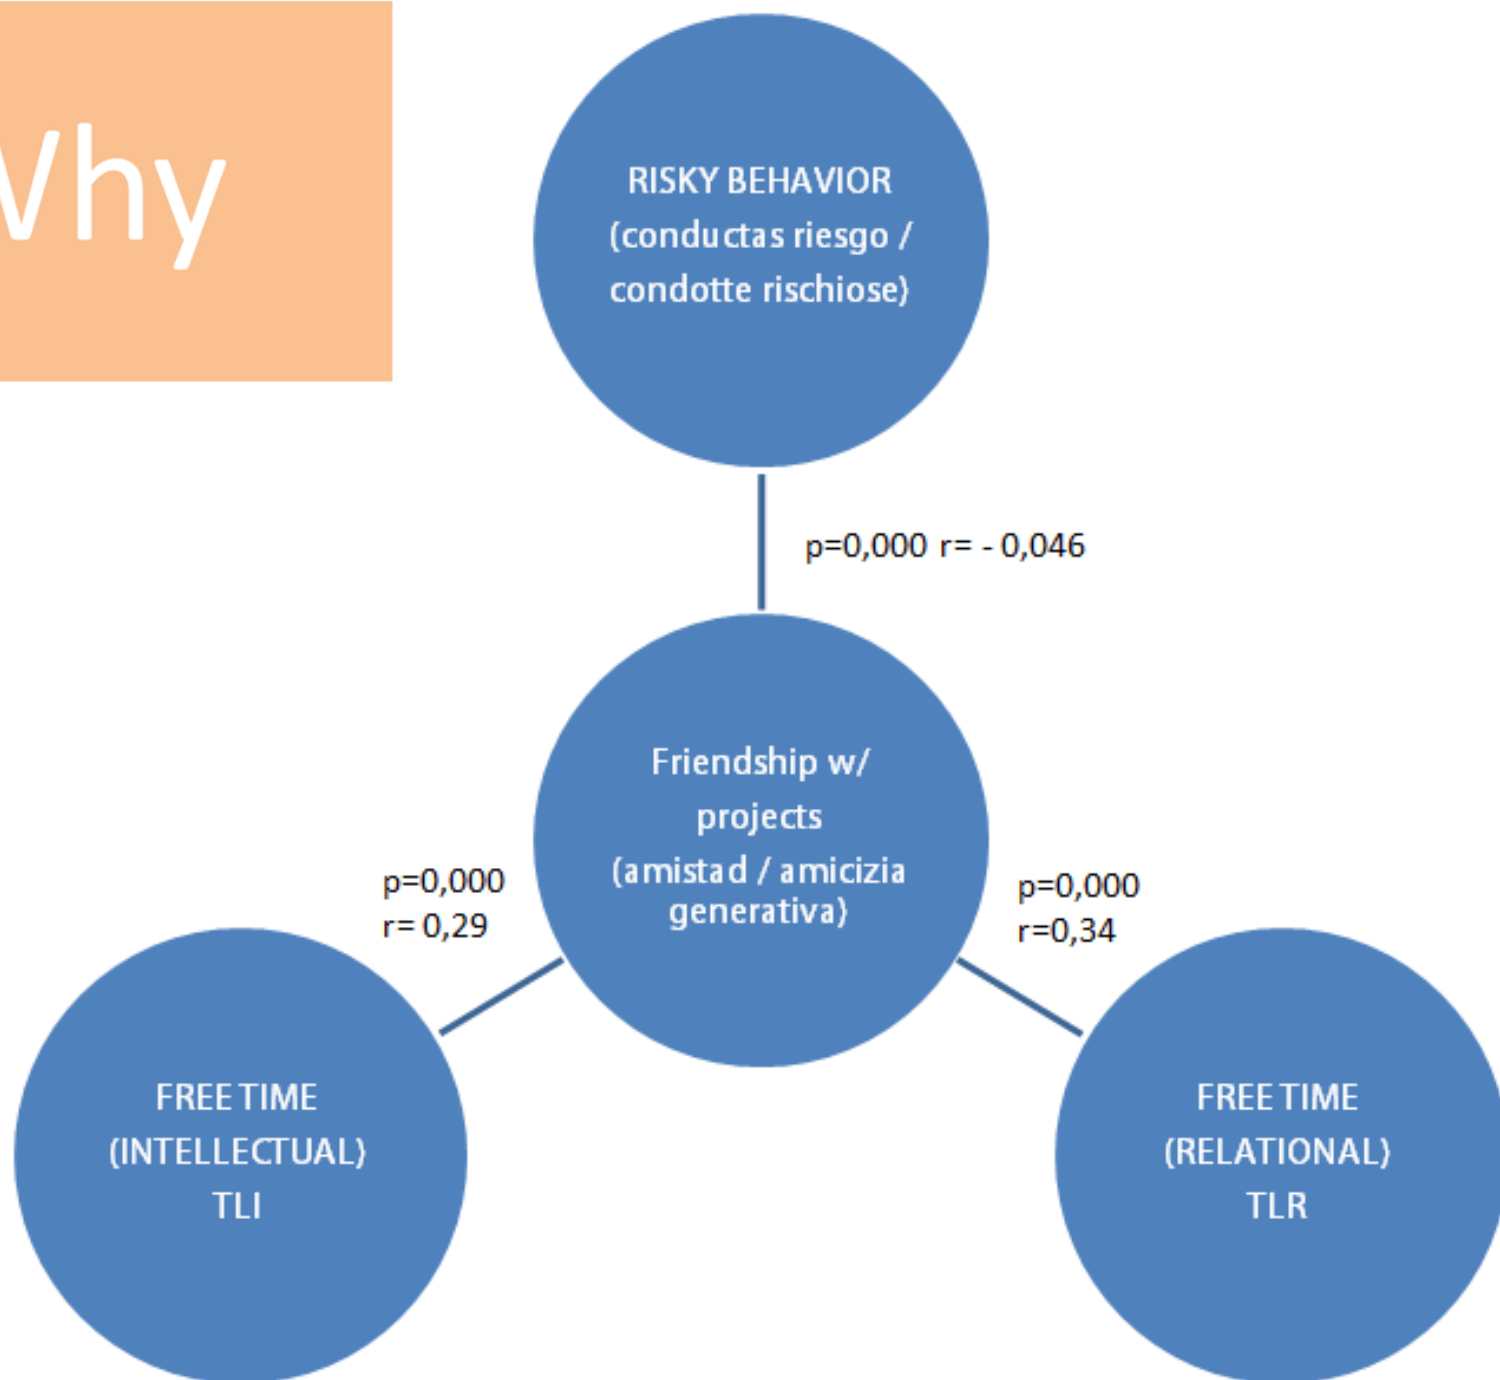 Why
RISKY BEHAVIOR
(conductas riesgo /
condotte rischiose)
p=0,000 r= - 0,046
Friendship w/
projects
(amistad / amicizia
generativa)
p=0,000
r= 0,29
p=0,000
r=0,34
FREE TIME
(INTELLECTUAL)
TLI
FREE TIME
(RELATIONAL)
TLR